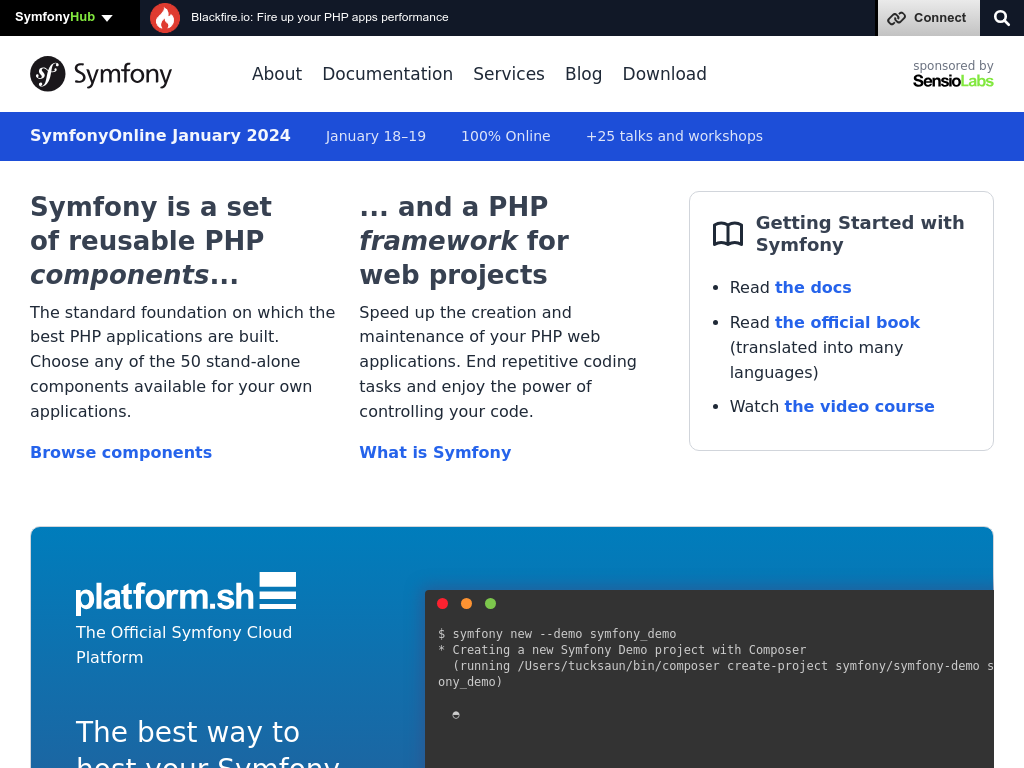 SymfonyHub
Blackfire.io: Fire up your PHP apps performance
Connect
sf Symfony
About
Documentation
Services
Blog
Download
sponsored by
SensioLabs
SymfonyOnline January 2024
January 18–19
100% Online
+25 talks and workshops
Symfony is a set
of reusable PHP
components...
The standard foundation on which the
best PHP applications are built.
Choose any of the 50 stand-alone
components available for your own
applications.
Browse components
... and a PHP
framework for
web projects
Speed up the creation and
maintenance of your PHP web
applications. End repetitive coding
tasks and enjoy the power of
controlling your code.
What is Symfony
Getting Started with
Symfony
• Read the docs
• Read the official book
(translated into many
languages)
• Watch the video course
platform.sh
The Official Symfony Cloud
Platform
The best way to
host your Symfony
$ symfony new --demo symfony_demo
* Creating a new Symfony Demo project with Composer
(running /Users/tucksaun/bin/composer create-project symfony/symfony-demo s
ony_demo)